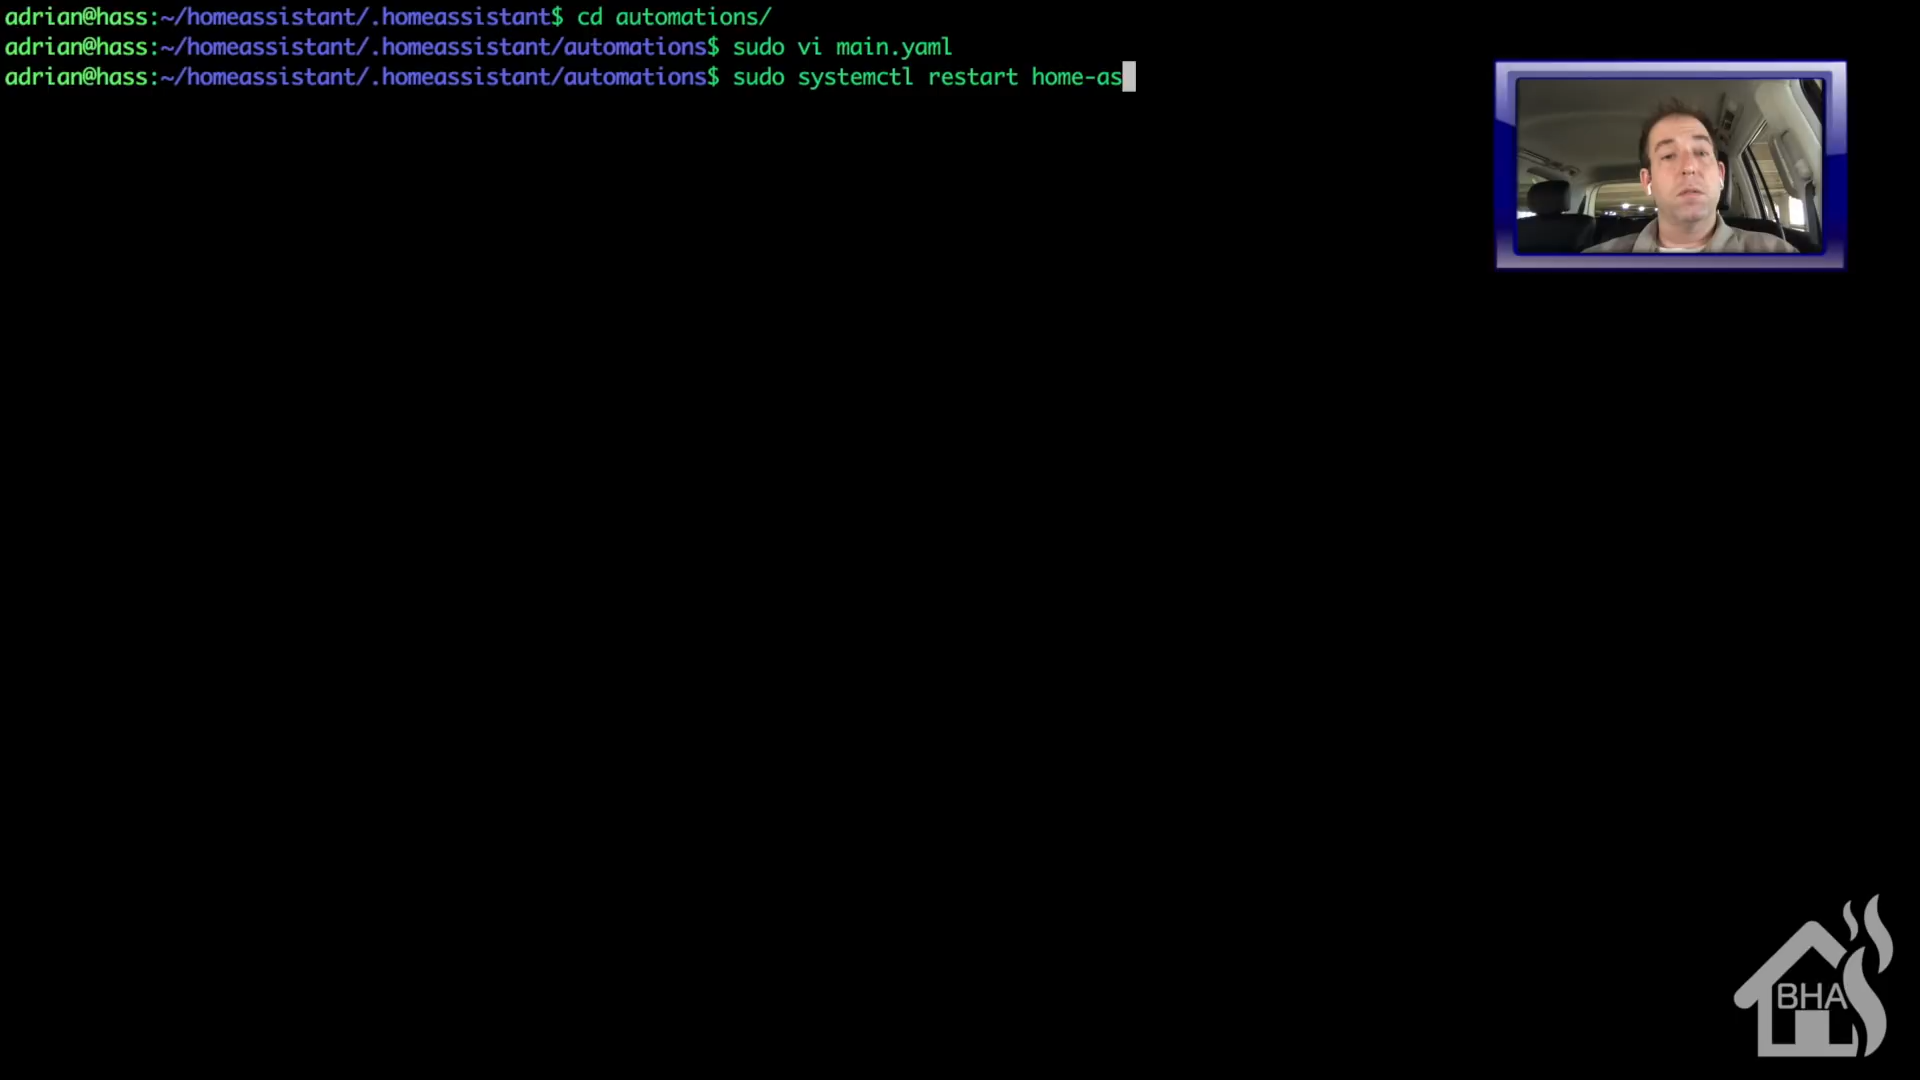 adrian@hass:~/homeassistant/.homeassistant$ cd automations/
adrian@hass:~/homeassistant/.homeassistant/automations$ sudo vi main.yaml
adrian@hass:~/homeassistant/.homeassistant/automations$ sudo systemctl restart home-as
BHA